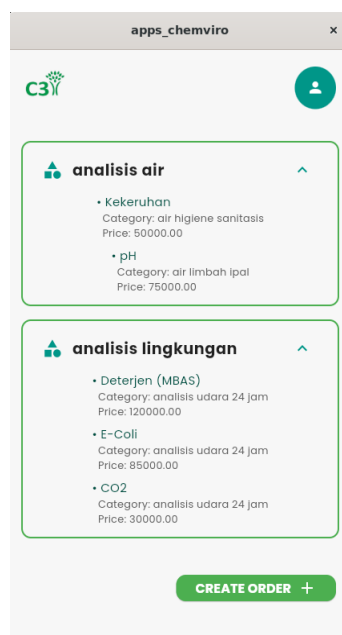 apps_chemviro
C3
analisis air
• Kekeruhan
Category: air higiene sanitasis
Price: 50000.00
• pH
Category: air limbah ipal
Price: 75000.00
analisis lingkungan
• Deterjen (MBAS)
Category: analisis udara 24 jam
Price: 120000.00
• E-Coli
Category: analisis udara 24 jam
Price: 85000.00
• CO2
Category: analisis udara 24 jam
Price: 30000.00
CREATE ORDER +